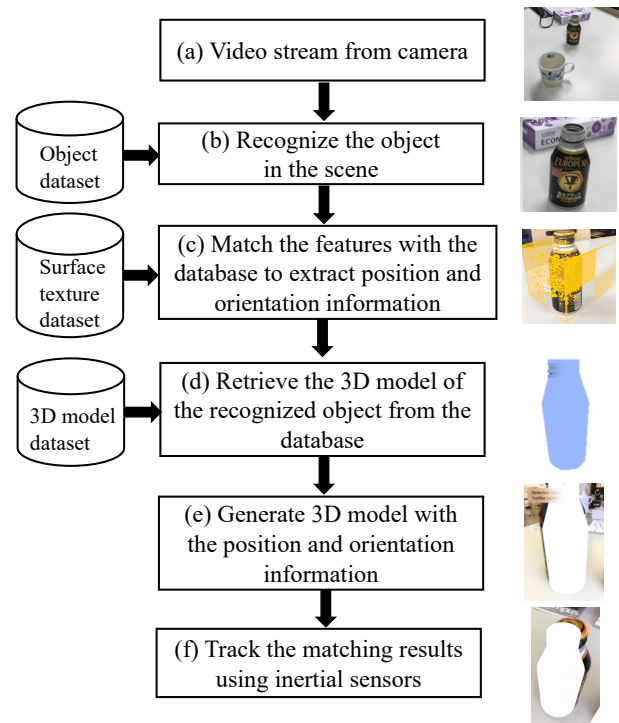 (a) Video stream from camera
Object
dataset
(b) Recognize the object
in the scene
ECON
EUROPEAN
Surface
texture
dataset
(c) Match the features with the
database to extract position and
orientation information
3D model
dataset
(d) Retrieve the 3D model of
the recognized object from the
database
(e) Generate 3D model with
the position and orientation
information
(f) Track the matching results
using inertial sensors